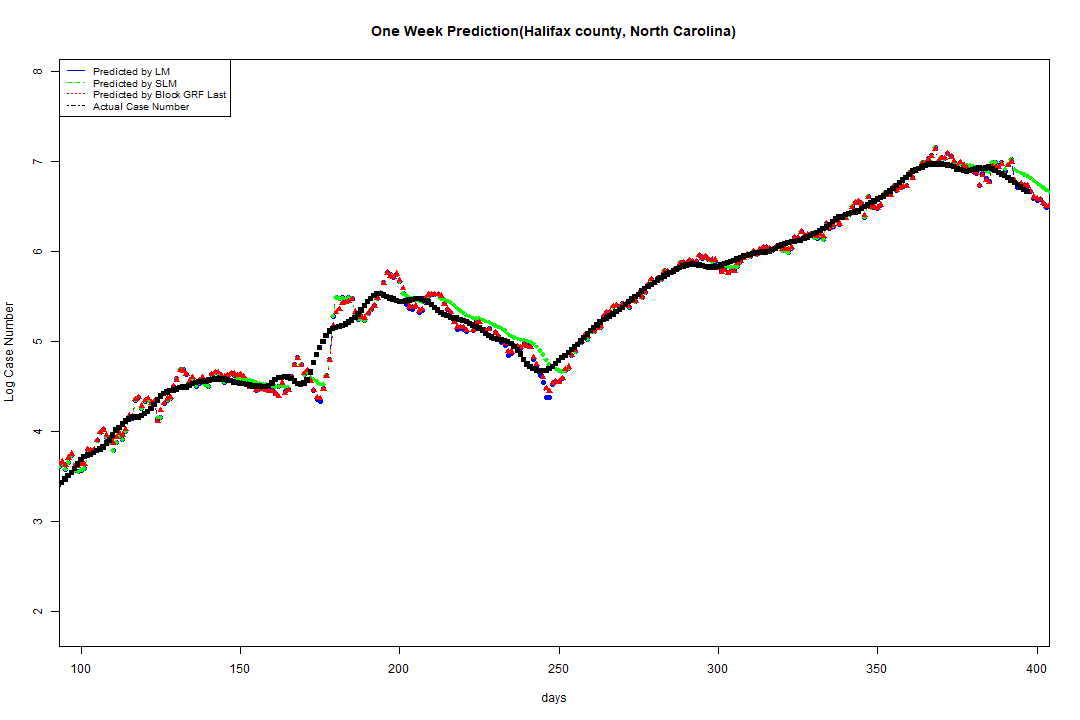 One Week Prediction(Halifax county, North Carolina)
Predicted by LM
Predicted by SLM
Predicted by Block GRF Last
Actual Case Number
8
7
6
5
4
3
2
Log Case Number
100 150 200 250 300 350 400
days